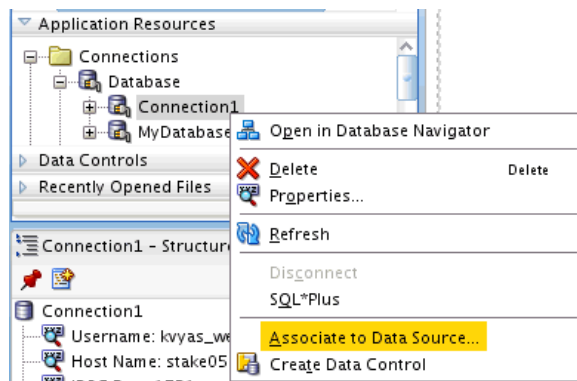 Application Resources
Connections
Database
Connection1
MyDatabase
Data Controls
Recently Opened Files
Open in Database Navigator
Delete Delete
Properties...
Refresh
Disconnect
SQL*Plus
Associate to Data Source...
Create Data Control
Connection1 - Structure
Connection1
Username: kvyas_we
Host Name: stake05